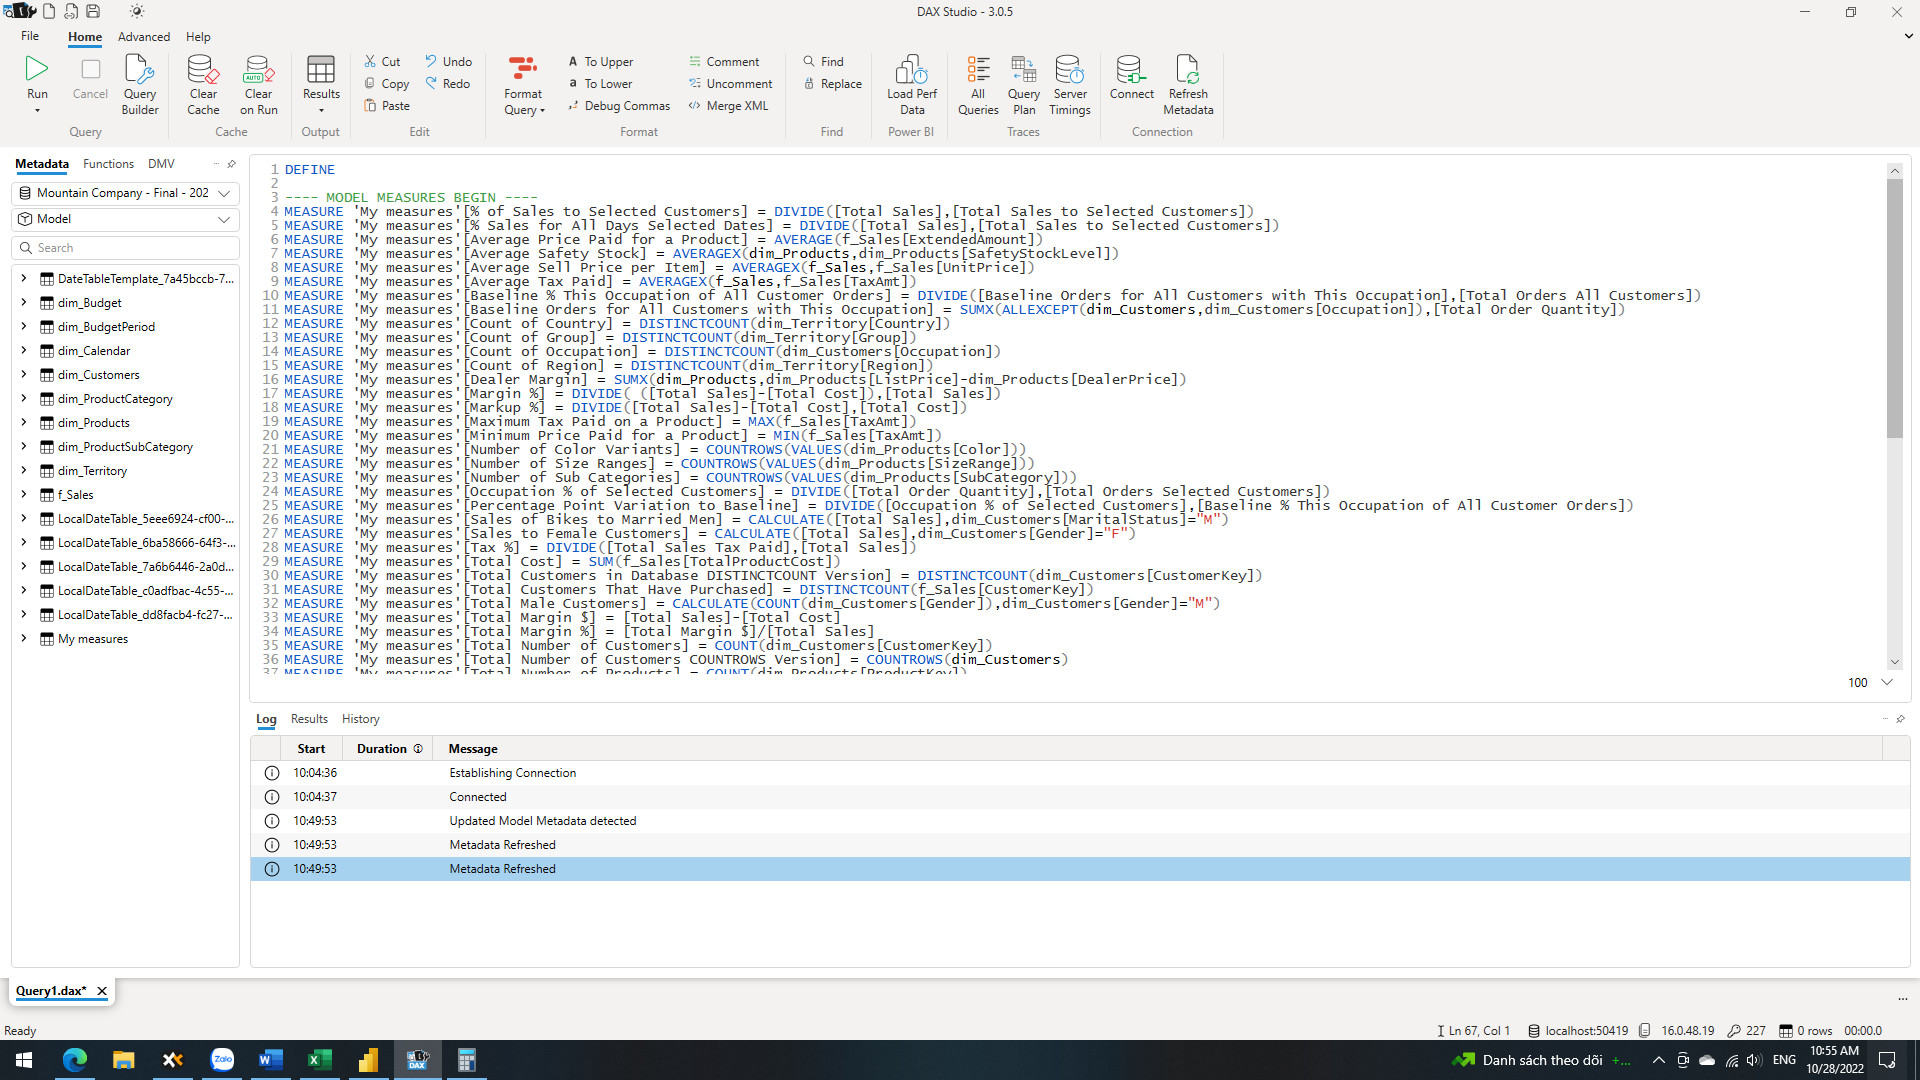 DAX Studio - 3.0.5
File
Home
Advanced
Help
Run
Cancel
Query Builder
Query
Clear Cache
AUTO
Clear on Run
Cache
Results
Output
Cut
Copy
Paste
Undo
Redo
Edit
Format Query
A To Upper
a To Lower
Debug Commas
Comment
Uncomment
Merge XML
Format
Find
Replace
Find
Load Perf Data
Power BI
All Queries
Query Plan
Server Timings
Traces
Connect
Refresh Metadata
Connection
Metadata
Functions
DMV
Mountain Company - Final - 202
Model
Search
DateTableTemplate_7a45bccb-7...
dim_Budget
dim_BudgetPeriod
dim_Calendar
dim_Customers
dim_ProductCategory
dim_Products
dim_ProductSubCategory
dim_Territory
f_Sales
LocalDateTable_5eee6924-cf00-...
LocalDateTable_6ba58666-64f3-...
LocalDateTable_7a6b6446-2a0d...
LocalDateTable_c0adfbac-4c55-...
LocalDateTable_dd8facb4-fc27-...
My measures
1 DEFINE
2
3 ---- MODEL MEASURES BEGIN ----
4 MEASURE 'My measures'[% of Sales to Selected Customers] = DIVIDE([Total Sales],[Total Sales to Selected Customers])
5 MEASURE 'My measures'[% Sales for All Days Selected Dates] = DIVIDE([Total Sales],[Total Sales to Selected Customers])
6 MEASURE 'My measures'[Average Price Paid for a Product] = AVERAGE(f_Sales[ExtendedAmount])
7 MEASURE 'My measures'[Average Safety Stock] = AVERAGEX(dim_Products,dim_Products[SafetyStockLevel])
8 MEASURE 'My measures'[Average Sell Price per Item] = AVERAGEX(f_Sales,f_Sales[UnitPrice])
9 MEASURE 'My measures'[Average Tax Paid] = AVERAGEX(f_Sales,f_Sales[TaxAmt])
10 MEASURE 'My measures'[Baseline % This Occupation of All Customer Orders] = DIVIDE([Baseline Orders for All Customers with This Occupation],[Total Orders All Customers])
11 MEASURE 'My measures'[Baseline Orders for All Customers with This Occupation] = SUMX(ALLEXCEPT(dim_Customers,dim_Customers[Occupation]),[Total Order Quantity])
12 MEASURE 'My measures'[Count of Country] = DISTINCTCOUNT(dim_Territory[Country])
13 MEASURE 'My measures'[Count of Group] = DISTINCTCOUNT(dim_Territory[Group])
14 MEASURE 'My measures'[Count of Occupation] = DISTINCTCOUNT(dim_Customers[Occupation])
15 MEASURE 'My measures'[Count of Region] = DISTINCTCOUNT(dim_Territory[Region])
16 MEASURE 'My measures'[Dealer Margin] = SUMX(dim_Products,dim_Products[ListPrice]-dim_Products[DealerPrice])
17 MEASURE 'My measures'[Margin %] = DIVIDE( ([Total Sales]-[Total Cost]),[Total Sales])
18 MEASURE 'My measures'[Markup %] = DIVIDE([Total Sales]-[Total Cost],[Total Cost])
19 MEASURE 'My measures'[Maximum Tax Paid on a Product] = MAX(f_Sales[TaxAmt])
20 MEASURE 'My measures'[Minimum Price Paid for a Product] = MIN(f_Sales[TaxAmt])
21 MEASURE 'My measures'[Number of Color Variants] = COUNTROWS(VALUES(dim_Products[Color]))
22 MEASURE 'My measures'[Number of Size Ranges] = COUNTROWS(VALUES(dim_Products[SizeRange]))
23 MEASURE 'My measures'[Number of Sub Categories] = COUNTROWS(VALUES(dim_Products[SubCategory]))
24 MEASURE 'My measures'[Occupation % of Selected Customers] = DIVIDE([Total Order Quantity],[Total Orders Selected Customers])
25 MEASURE 'My measures'[Percentage Point Variation to Baseline] = DIVIDE([Occupation % of Selected Customers],[Baseline % This Occupation of All Customer Orders])
26 MEASURE 'My measures'[Sales of Bikes to Married Men] = CALCULATE([Total Sales],dim_Customers[MaritalStatus]="M")
27 MEASURE 'My measures'[Sales to Female Customers] = CALCULATE([Total Sales],dim_Customers[Gender]="F")
28 MEASURE 'My measures'[Tax %] = DIVIDE([Total Sales Tax Paid],[Total Sales])
29 MEASURE 'My measures'[Total Cost] = SUM(f_Sales[TotalProductCost])
30 MEASURE 'My measures'[Total Customers in Database DISTINCTCOUNT Version] = DISTINCTCOUNT(dim_Customers[CustomerKey])
31 MEASURE 'My measures'[Total Customers That Have Purchased] = DISTINCTCOUNT(f_Sales[CustomerKey])
32 MEASURE 'My measures'[Total Male Customers] = CALCULATE(COUNT(dim_Customers[Gender]),dim_Customers[Gender]="M")
33 MEASURE 'My measures'[Total Margin $] = [Total Sales]-[Total Cost]
34 MEASURE 'My measures'[Total Margin %] = [Total Margin $]/[Total Sales]
35 MEASURE 'My measures'[Total Number of Customers] = COUNT(dim_Customers[CustomerKey])
36 MEASURE 'My measures'[Total Number of Customers COUNTROWS Version] = COUNTROWS(dim_Customers)
37 MEASURE 'My measures'[Total Number of Products] = COUNT(dim_Products[ProductKey])
100
Log
Results
History
Start
Duration
Message
10:04:36 Establishing Connection
10:04:37 Connected
10:49:53 Updated Model Metadata detected
10:49:53 Metadata Refreshed
10:49:53 Metadata Refreshed
Query1.dax*
Ready
Ln 67, Col 1
localhost:50419
16.0.48.19
227
0 rows
00:00.0
Zalo
DAX
Danh sách theo dõi +...
ENG
10:55 AM
10/28/2022